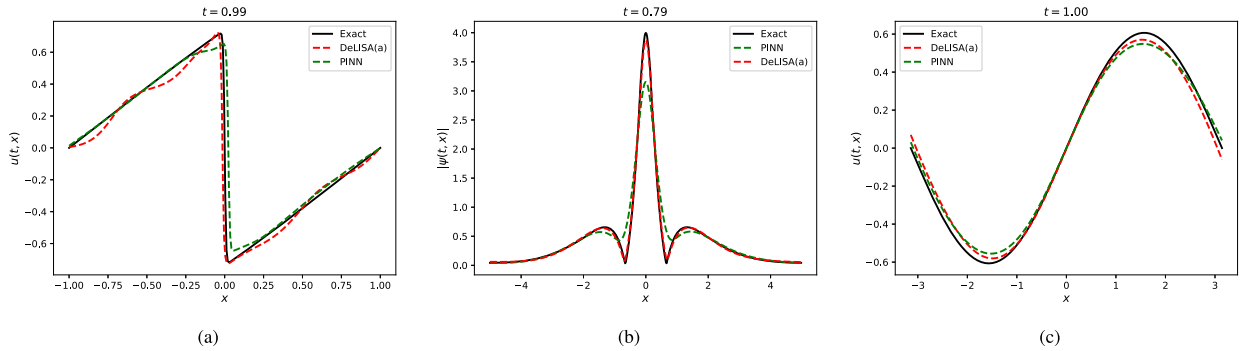 t = 0.99
Exact
DeLISA(a)
PINN
u(t, x)
0.6
0.4
0.2
0.0
−0.2
−0.4
−0.6
−1.00 −0.75 −0.50 −0.25 0.00 0.25 0.50 0.75 1.00
x
(a)
t = 0.79
Exact
PINN
DeLISA(a)
|ψ(t, x)|
4.0
3.5
3.0
2.5
2.0
1.5
1.0
0.5
0.0
−4 −2 0 2 4
x
(b)
t = 1.00
Exact
DeLISA(a)
PINN
u(t, x)
0.6
0.4
0.2
0.0
−0.2
−0.4
−0.6
−3 −2 −1 0 1 2 3
x
(c)